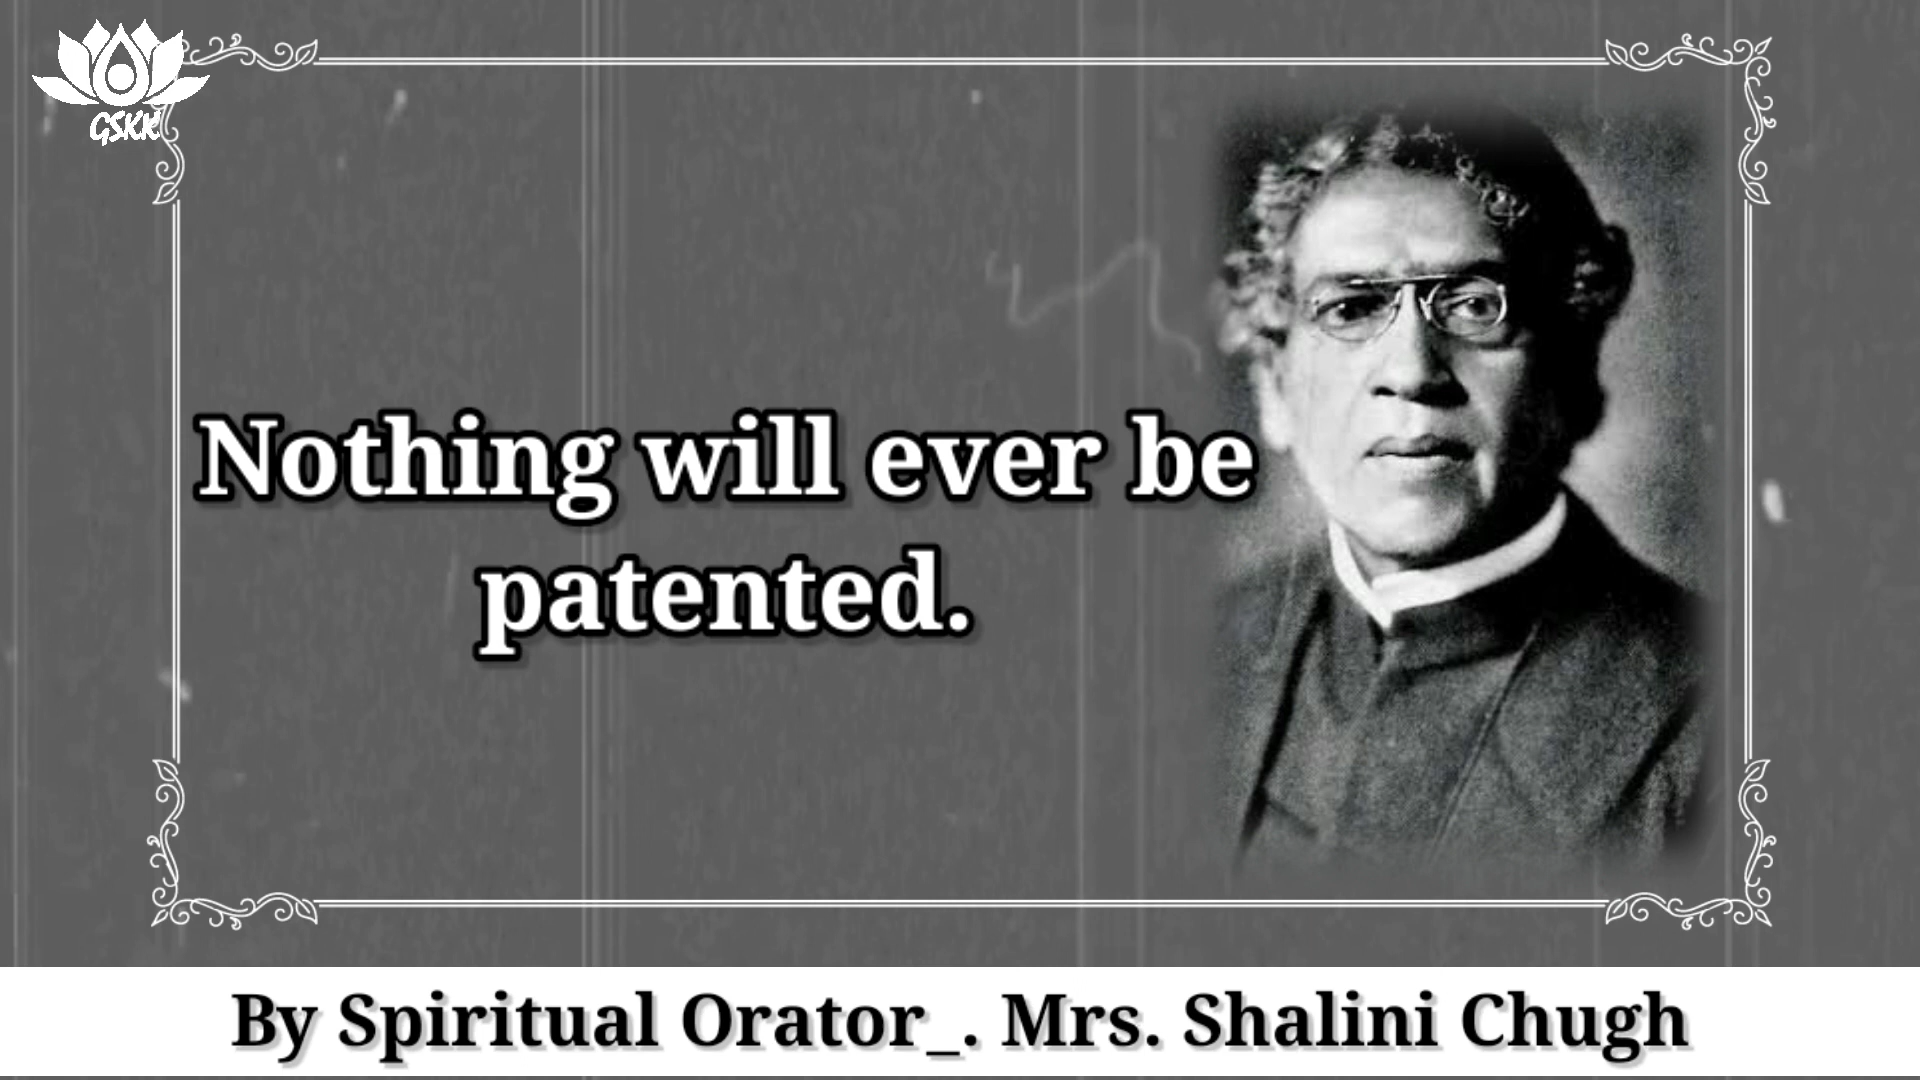 GSKK
Nothing will ever be
patented.
By Spiritual Orator_. Mrs. Shalini Chugh